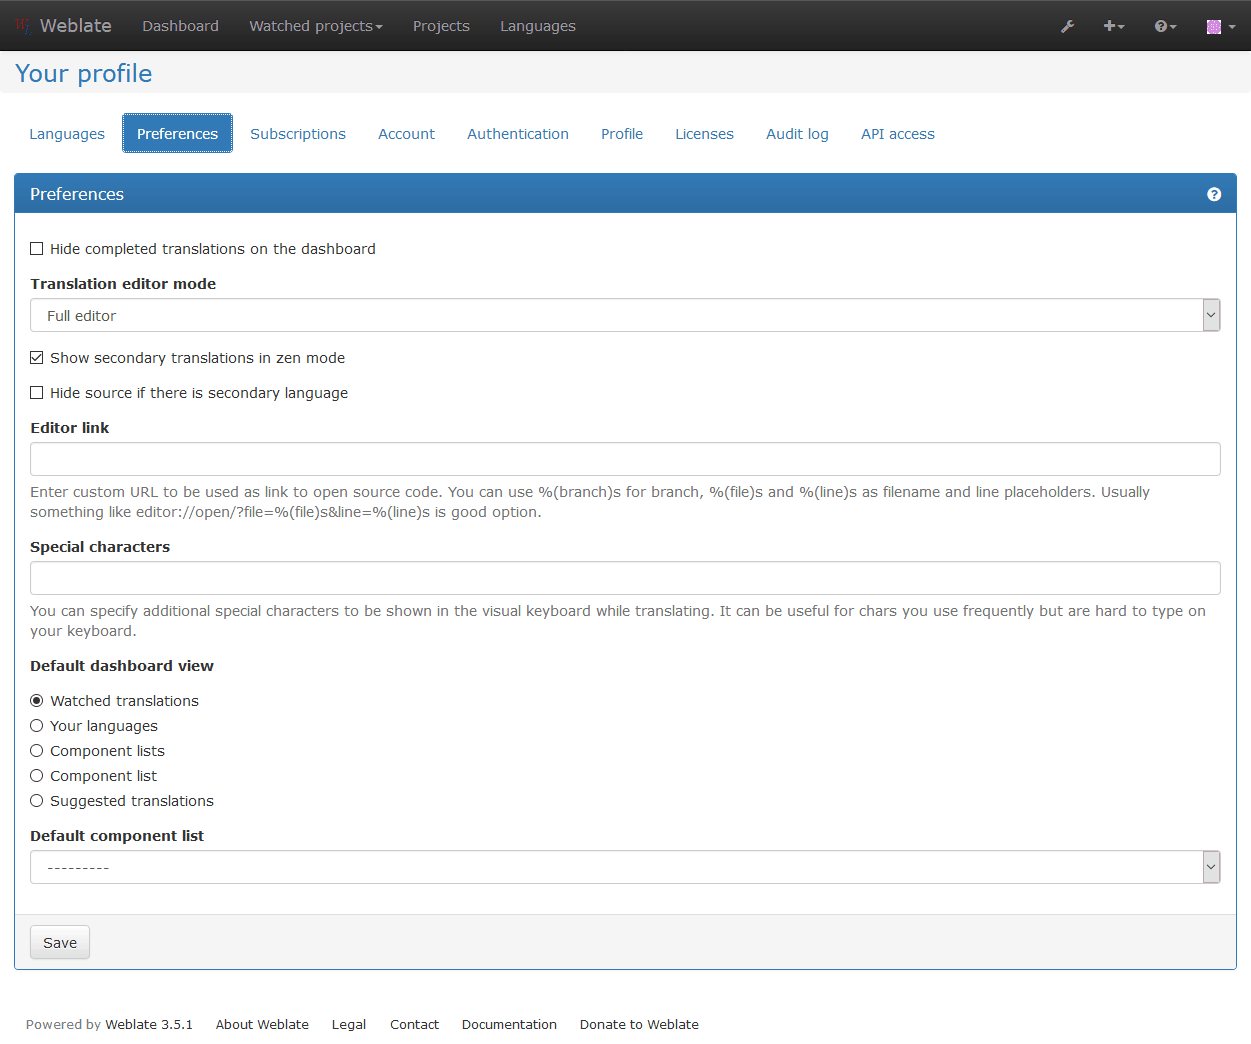 Weblate Dashboard Watched projects Projects Languages
Your profile
Languages Preferences Subscriptions Account Authentication Profile Licenses Audit log API access
Preferences
Hide completed translations on the dashboard
Translation editor mode
Full editor
Show secondary translations in zen mode
Hide source if there is secondary language
Editor link
Enter custom URL to be used as link to open source code. You can use %(branch)s for branch, %(file)s and %(line)s as filename and line placeholders. Usually
something like editor://open/?file=%(file)s&line=%(line)s is good option.
Special characters
You can specify additional special characters to be shown in the visual keyboard while translating. It can be useful for chars you use frequently but are hard to type on
your keyboard.
Default dashboard view
Watched translations
Your languages
Component lists
Component list
Suggested translations
Default component list
---------
Save
Powered by Weblate 3.5.1 About Weblate Legal Contact Documentation Donate to Weblate